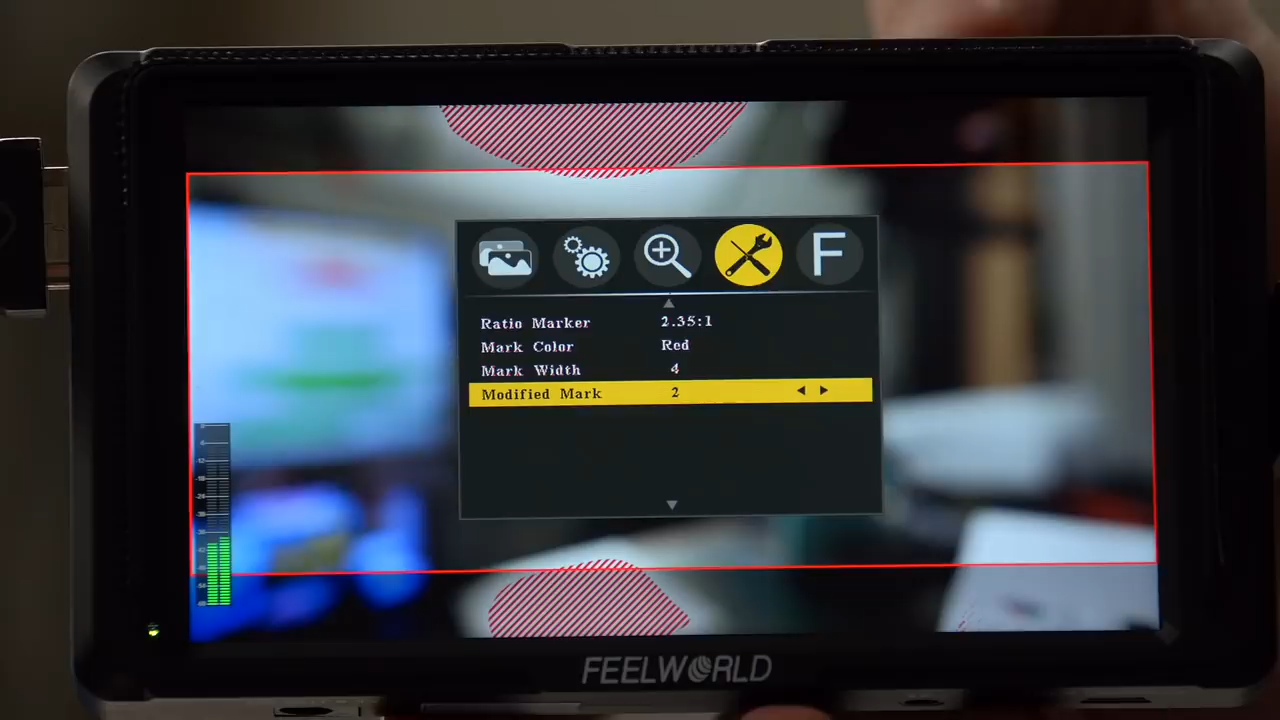 F
Ratio Marker 2.35:1
Mark Color Red
Mark Width 4
Modified Mark 2
FEELWORLD